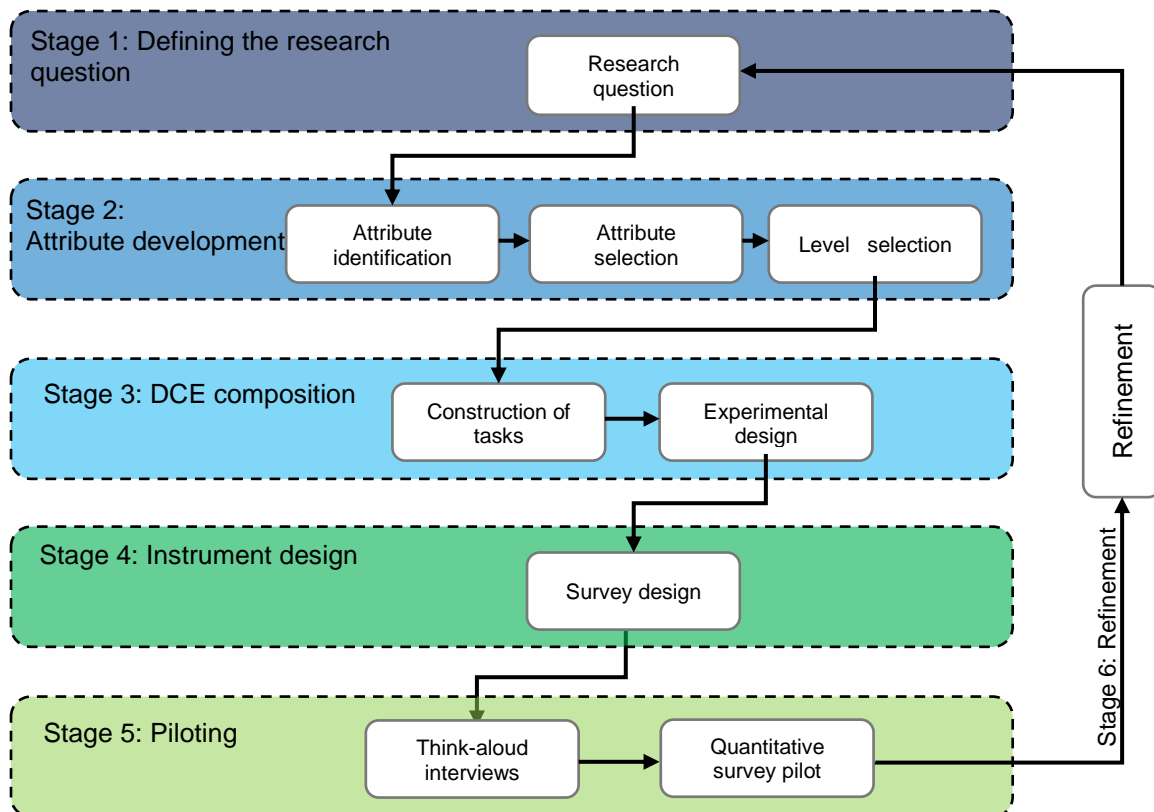 Stage 1: Defining the research
question
Research
question
Stage 2:
Attribute development
Attribute
identification
Attribute
selection
Level selection
Stage 3: DCE composition
Construction of
tasks
Experimental
design
Stage 4: Instrument design
Survey design
Stage 5: Piloting
Think-aloud
interviews
Quantitative
survey pilot
Stage 6: Refinement
Refinement